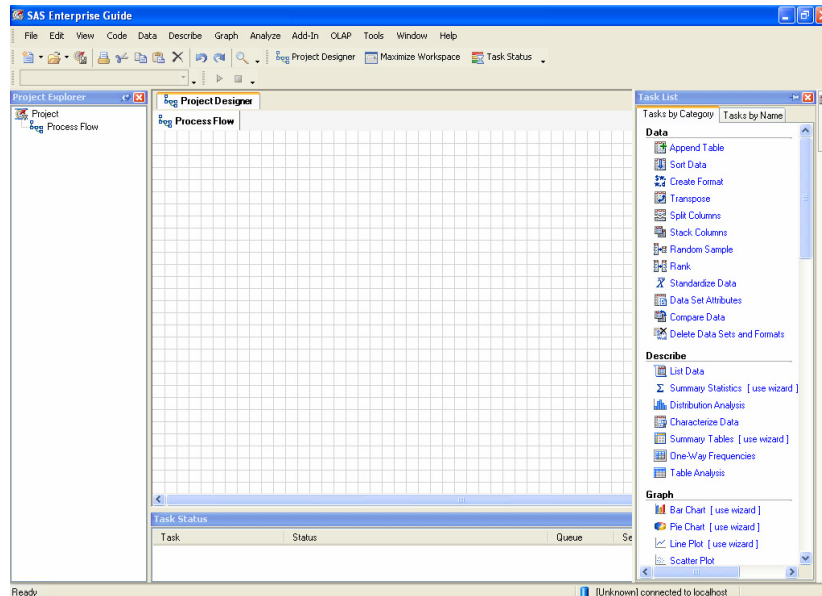 SAS Enterprise Guide
File Edit View Code Data Describe Graph Analyze Add-In OLAP Tools Window Help
Project Designer Maximize Workspace Task Status
Project Explorer
Project
Process Flow
Project Designer
Process Flow
Task List
Tasks by Category Tasks by Name
Data
Append Table
Sort Data
Create Format
Transpose
Split Columns
Stack Columns
Random Sample
Rank
Standardize Data
Data Set Attributes
Compare Data
Delete Data Sets and Formats
Describe
List Data
Summary Statistics [ use wizard ]
Distribution Analysis
Characterize Data
Summary Tables [ use wizard ]
One-Way Frequencies
Table Analysis
Graph
Bar Chart [ use wizard ]
Pie Chart [ use wizard ]
Line Plot [ use wizard ]
Scatter Plot
Task Status
Task Status Queue Se
Ready
[Unknown] connected to localhost